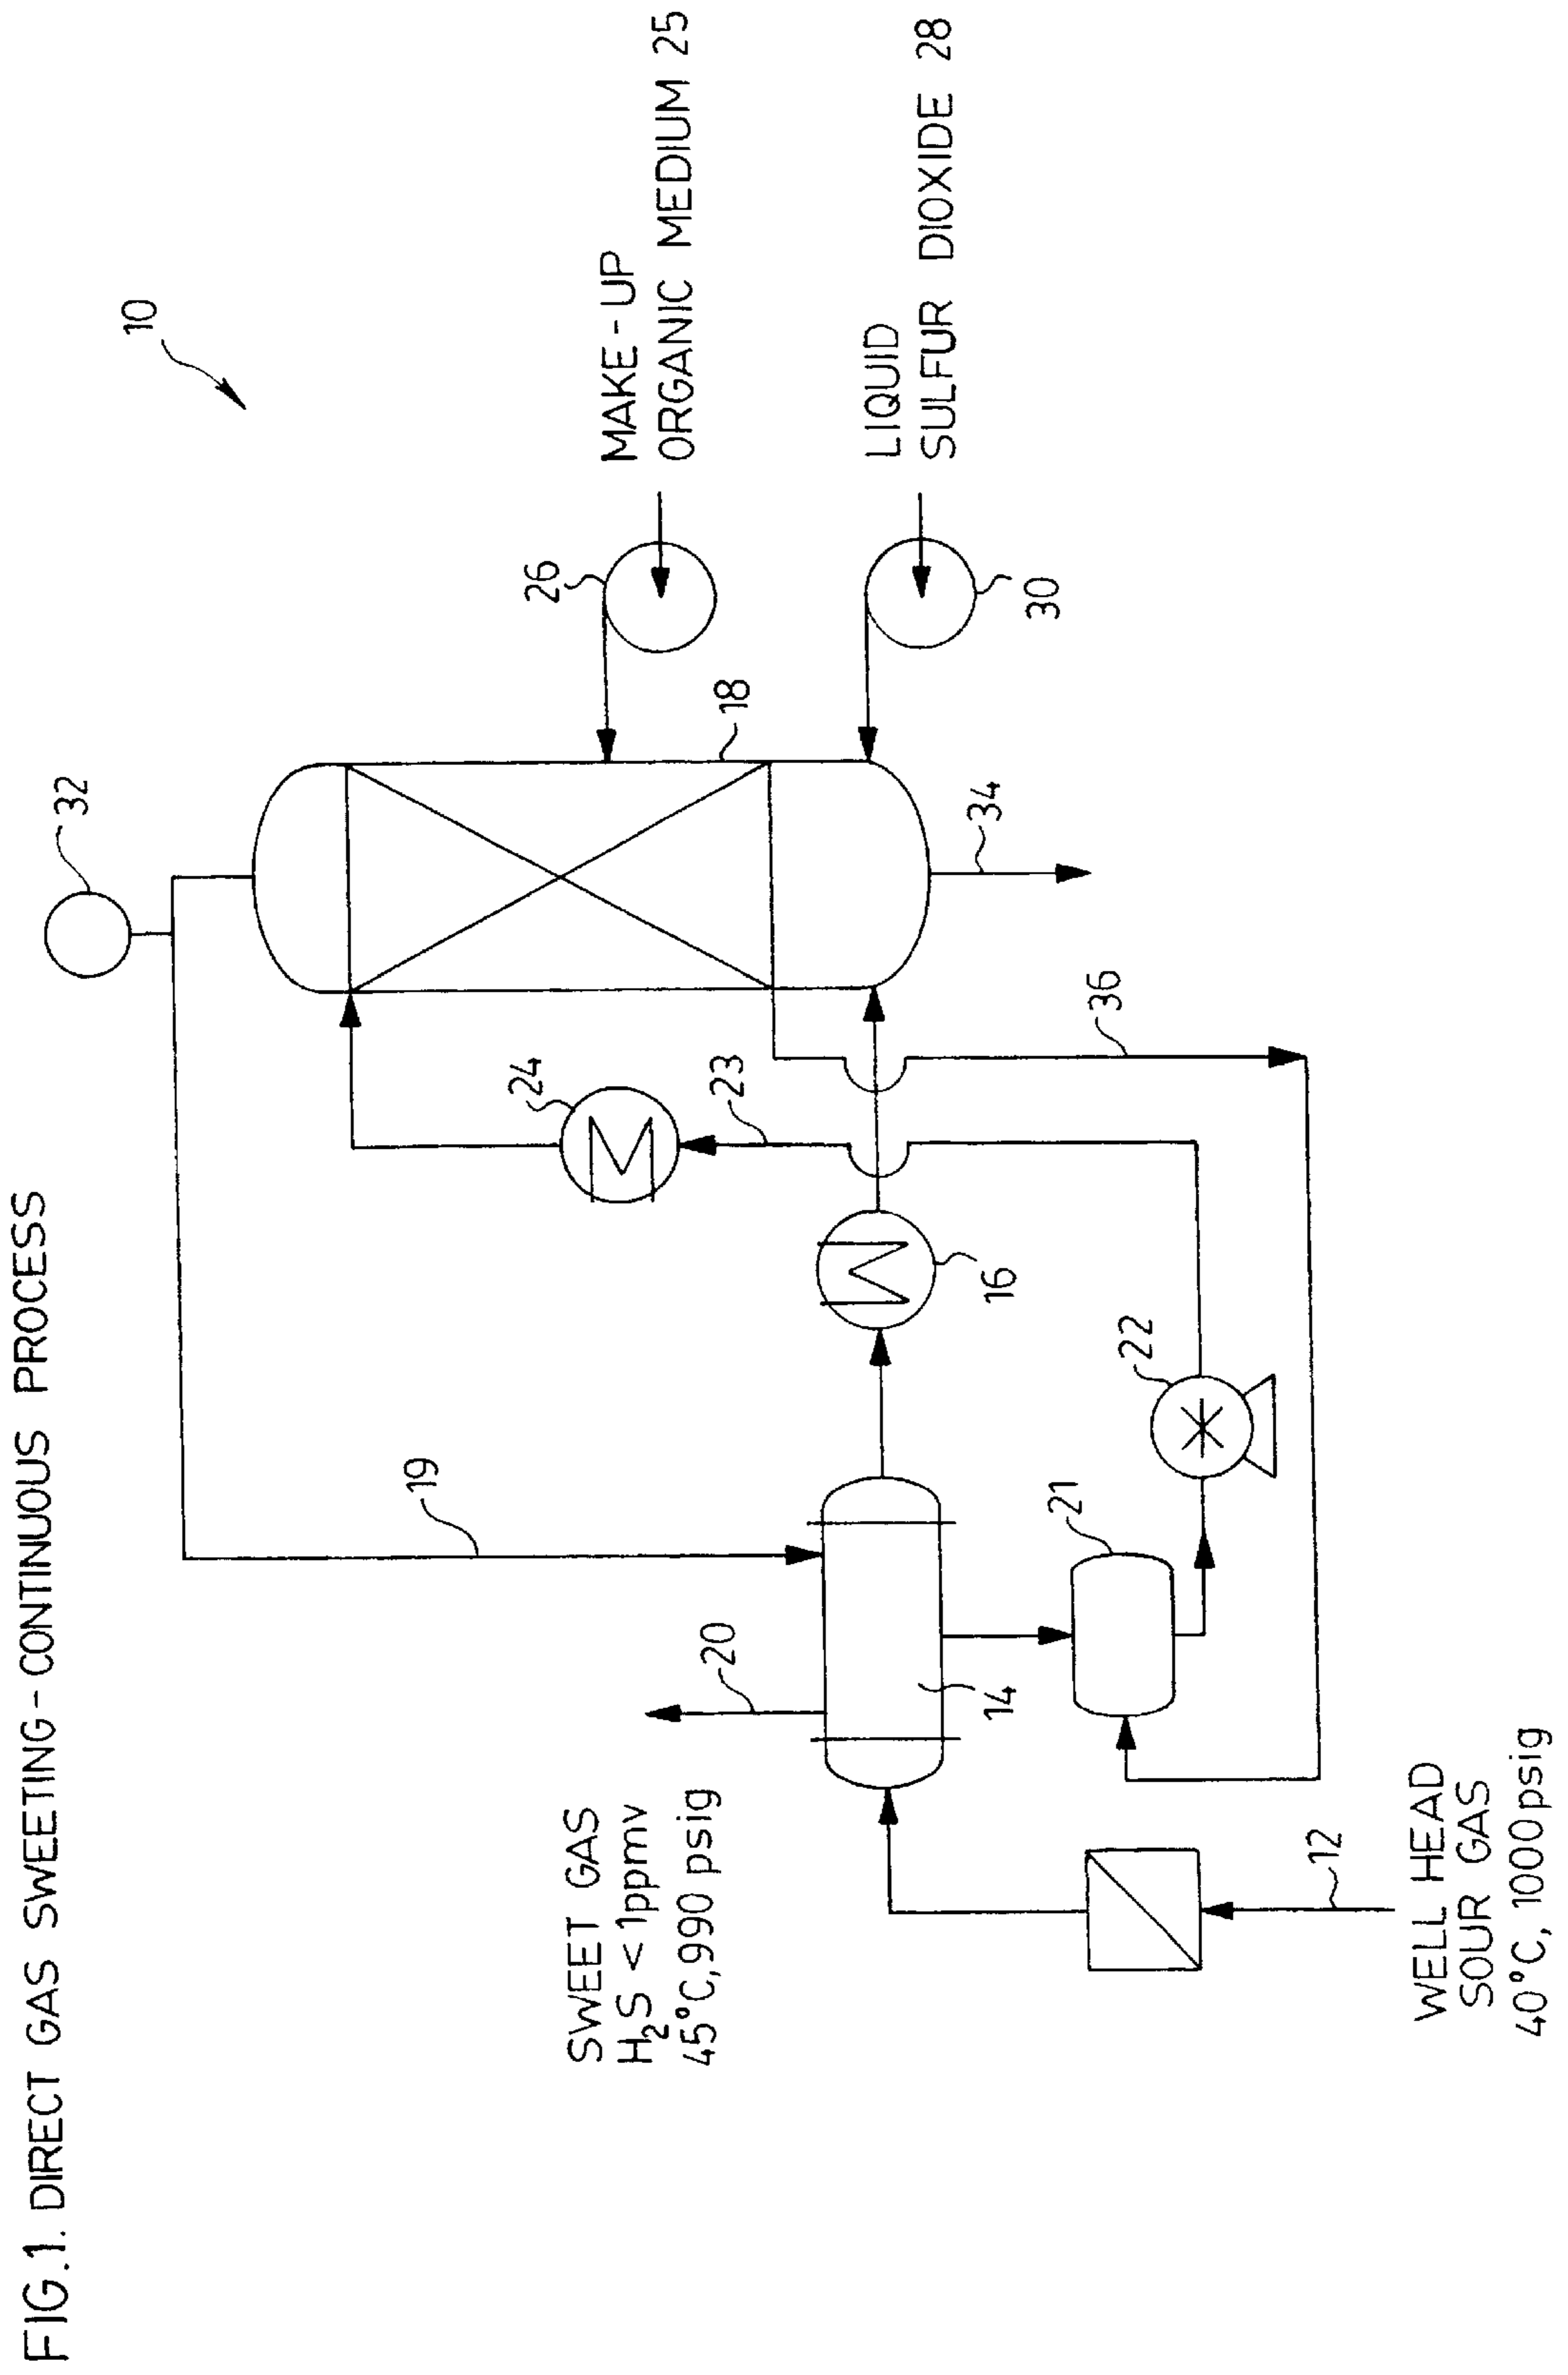 FIG.1. DIRECT GAS SWEETING-CONTINUOUS PROCESS
10
32
19
24
26
MAKE-UP
ORGANIC MEDIUM 25
18
23
20
SWEET GAS
H₂S <1ppmv
45°C,990 psig
LIQUID
SULFUR DIOXIDE 28
30
34
16
14
36
21
22
12
WELL HEAD
SOUR GAS
40°C, 1000psig